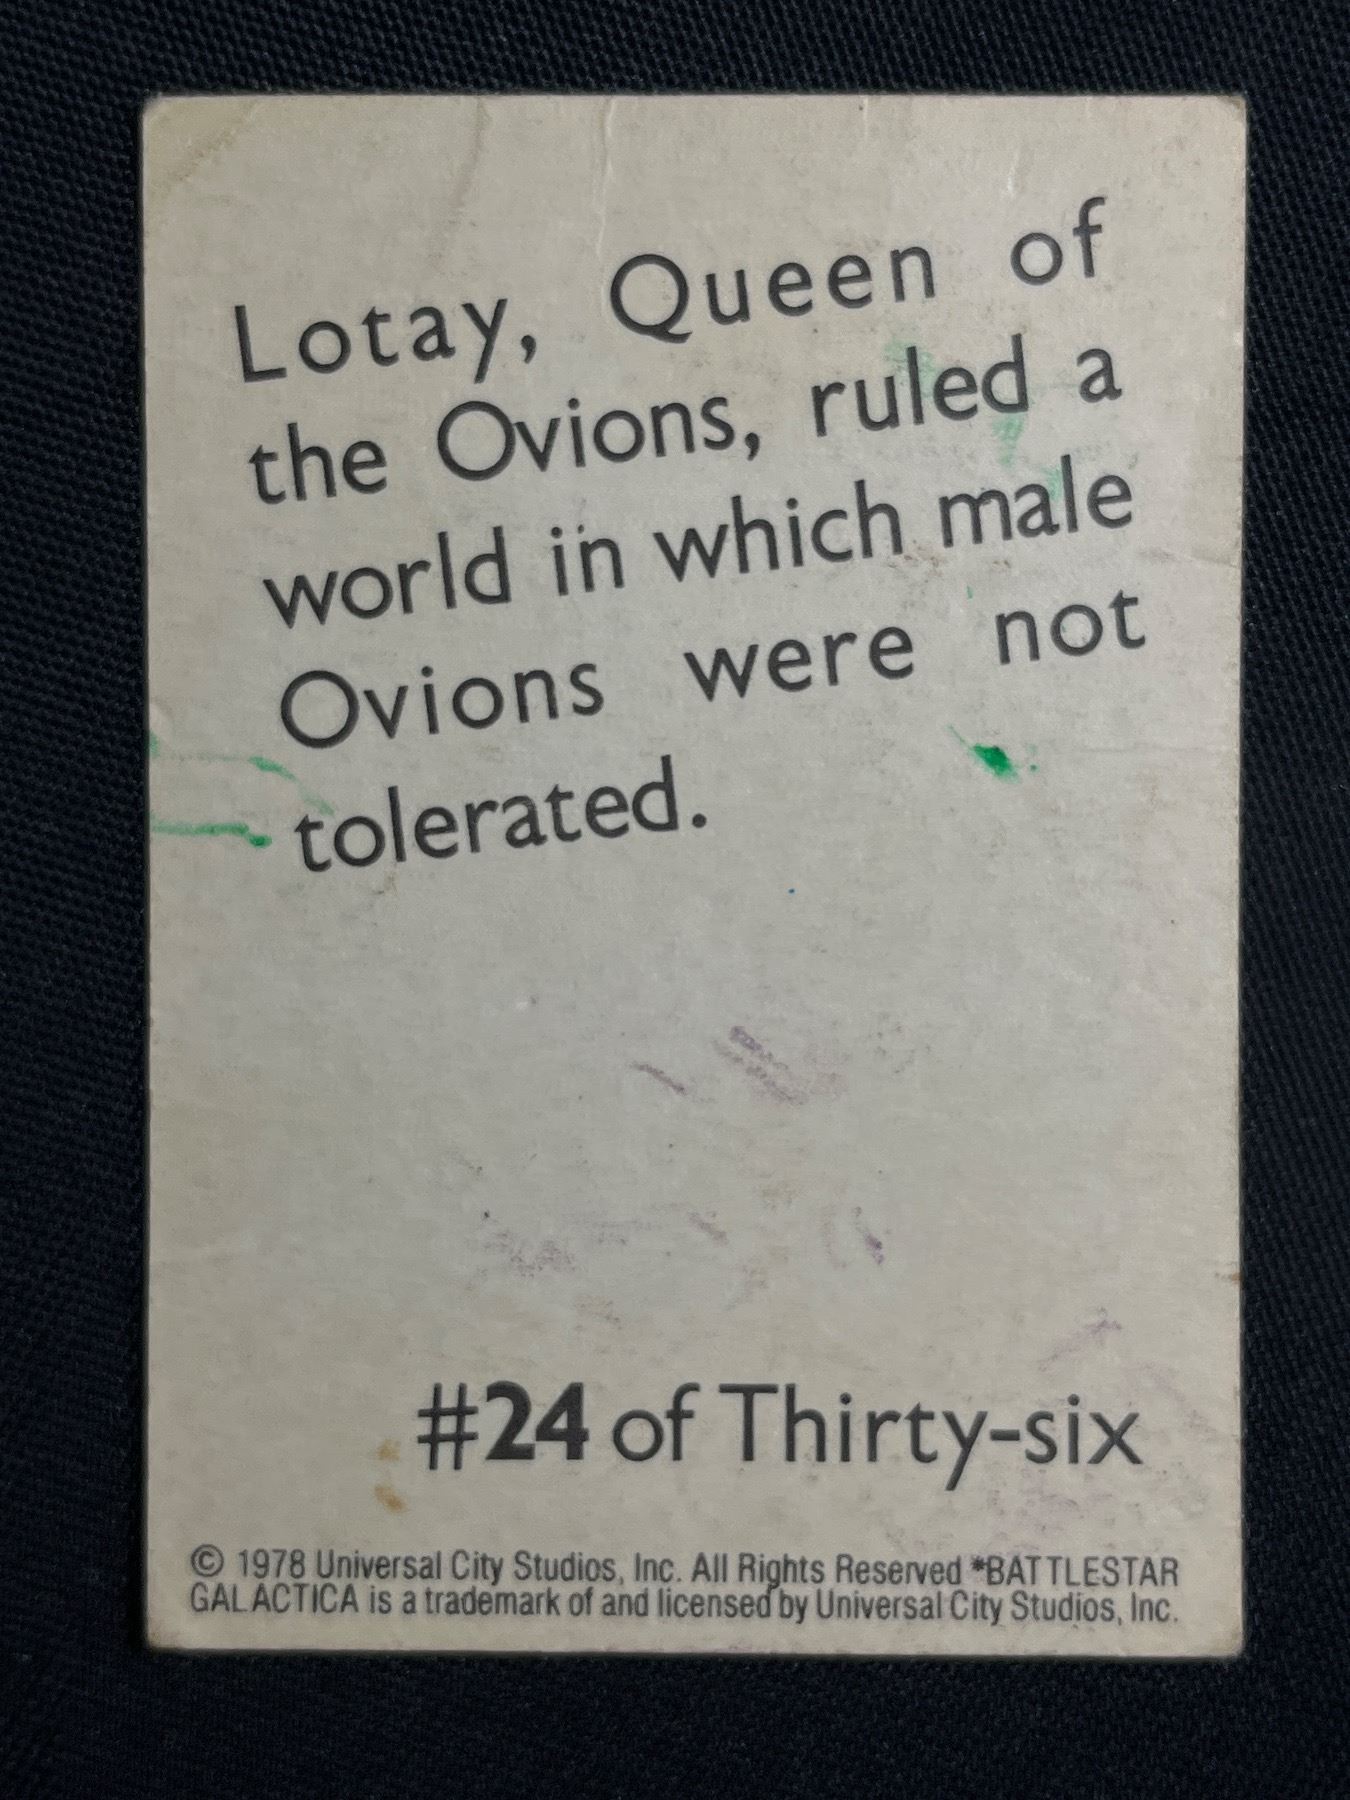 Lotay, Queen of
the Ovions, ruled a
world in which male
Ovions were not
tolerated.
#24 of Thirty-six
© 1978 Universal City Studios, Inc. All Rights Reserved *BATTLESTAR
GALACTICA is a trademark of and licensed by Universal City Studios, Inc.